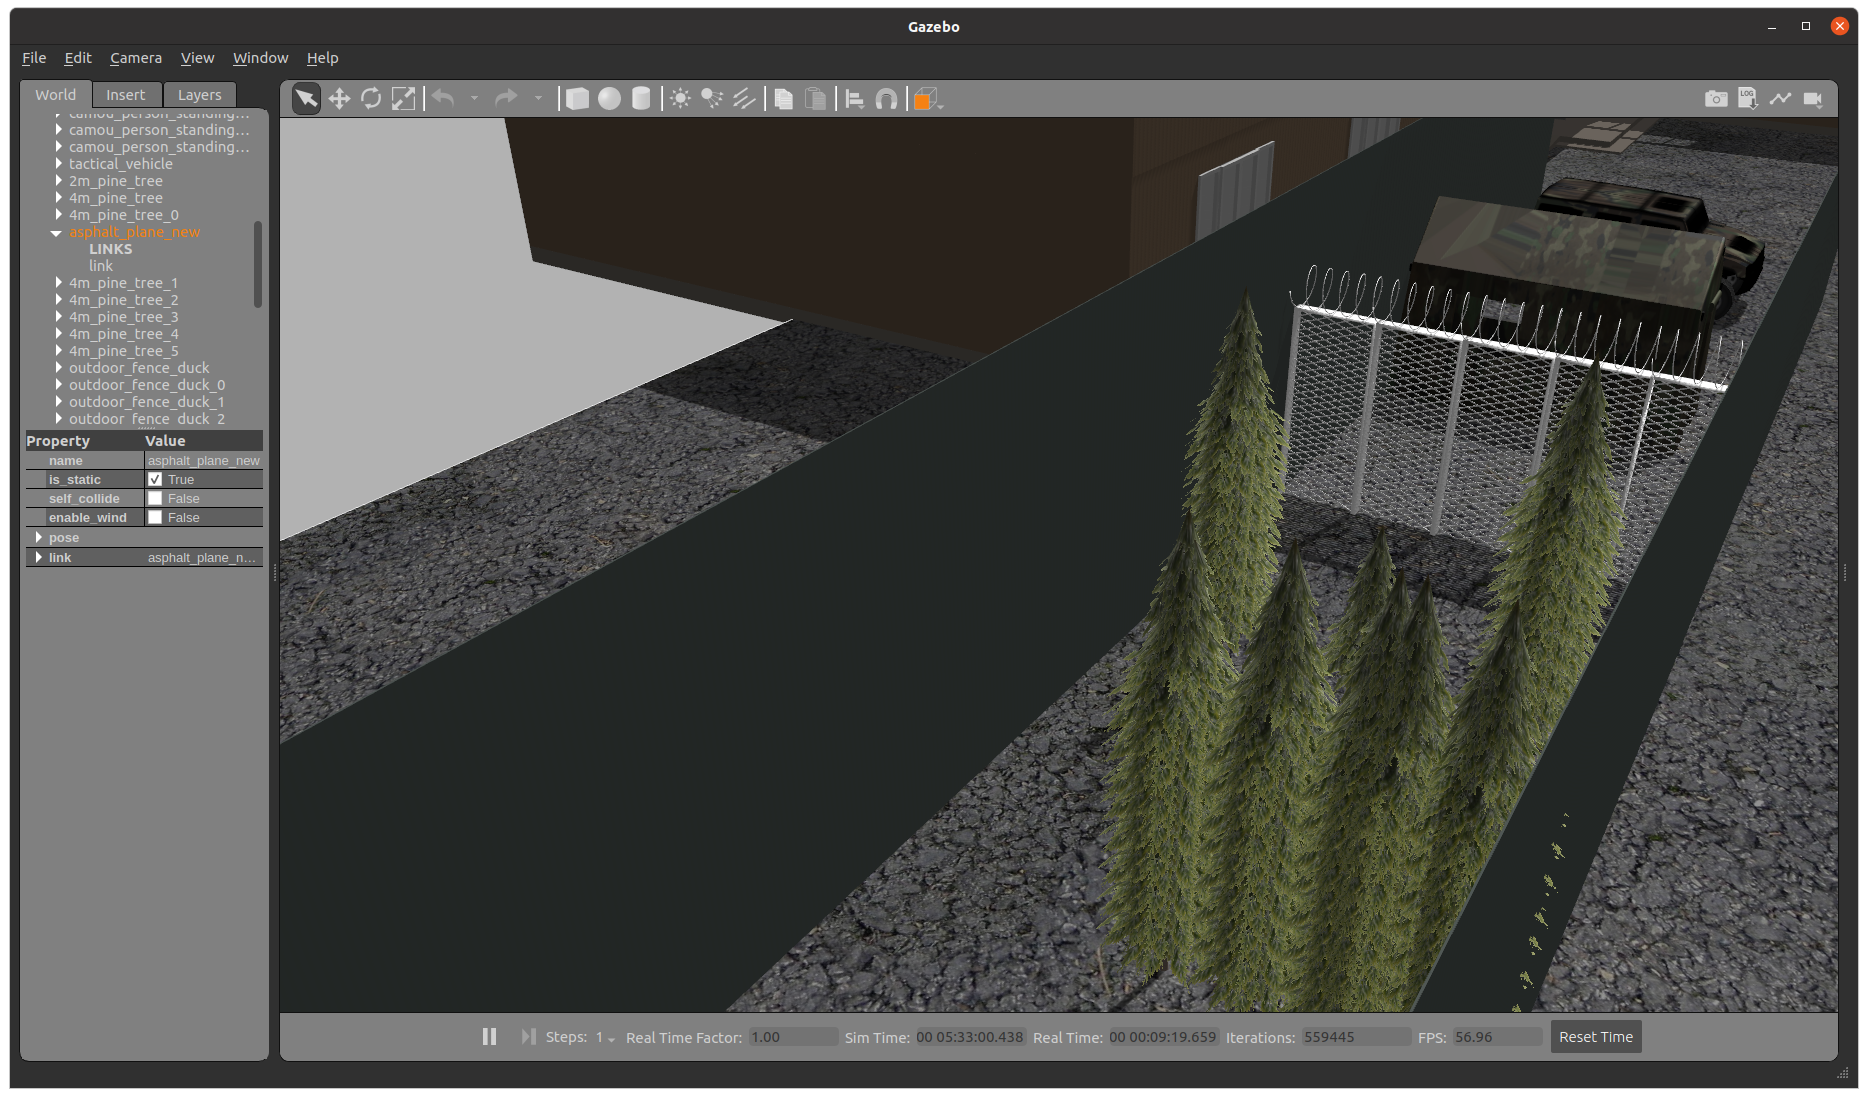 Gazebo
File Edit Camera View Window Help
World Insert Layers
camou_person_standing...
camou_person_standing...
camou_person_standing...
tactical_vehicle
2m_pine_tree
4m_pine_tree
4m_pine_tree_0
asphalt_plane_new
LINKS
link
4m_pine_tree_1
4m_pine_tree_2
4m_pine_tree_3
4m_pine_tree_4
4m_pine_tree_5
outdoor_fence_duck
outdoor_fence_duck_0
outdoor_fence_duck_1
outdoor_fence_duck_2
Property Value
name asphalt_plane_new
is_static True
self_collide False
enable_wind False
pose
link asphalt_plane_n...
LOG
Steps: 1 Real Time Factor: 1.00 Sim Time: 00 05:33:00.438 Real Time: 00 00:09:19.659 Iterations: 559445 FPS: 56.96 Reset Time